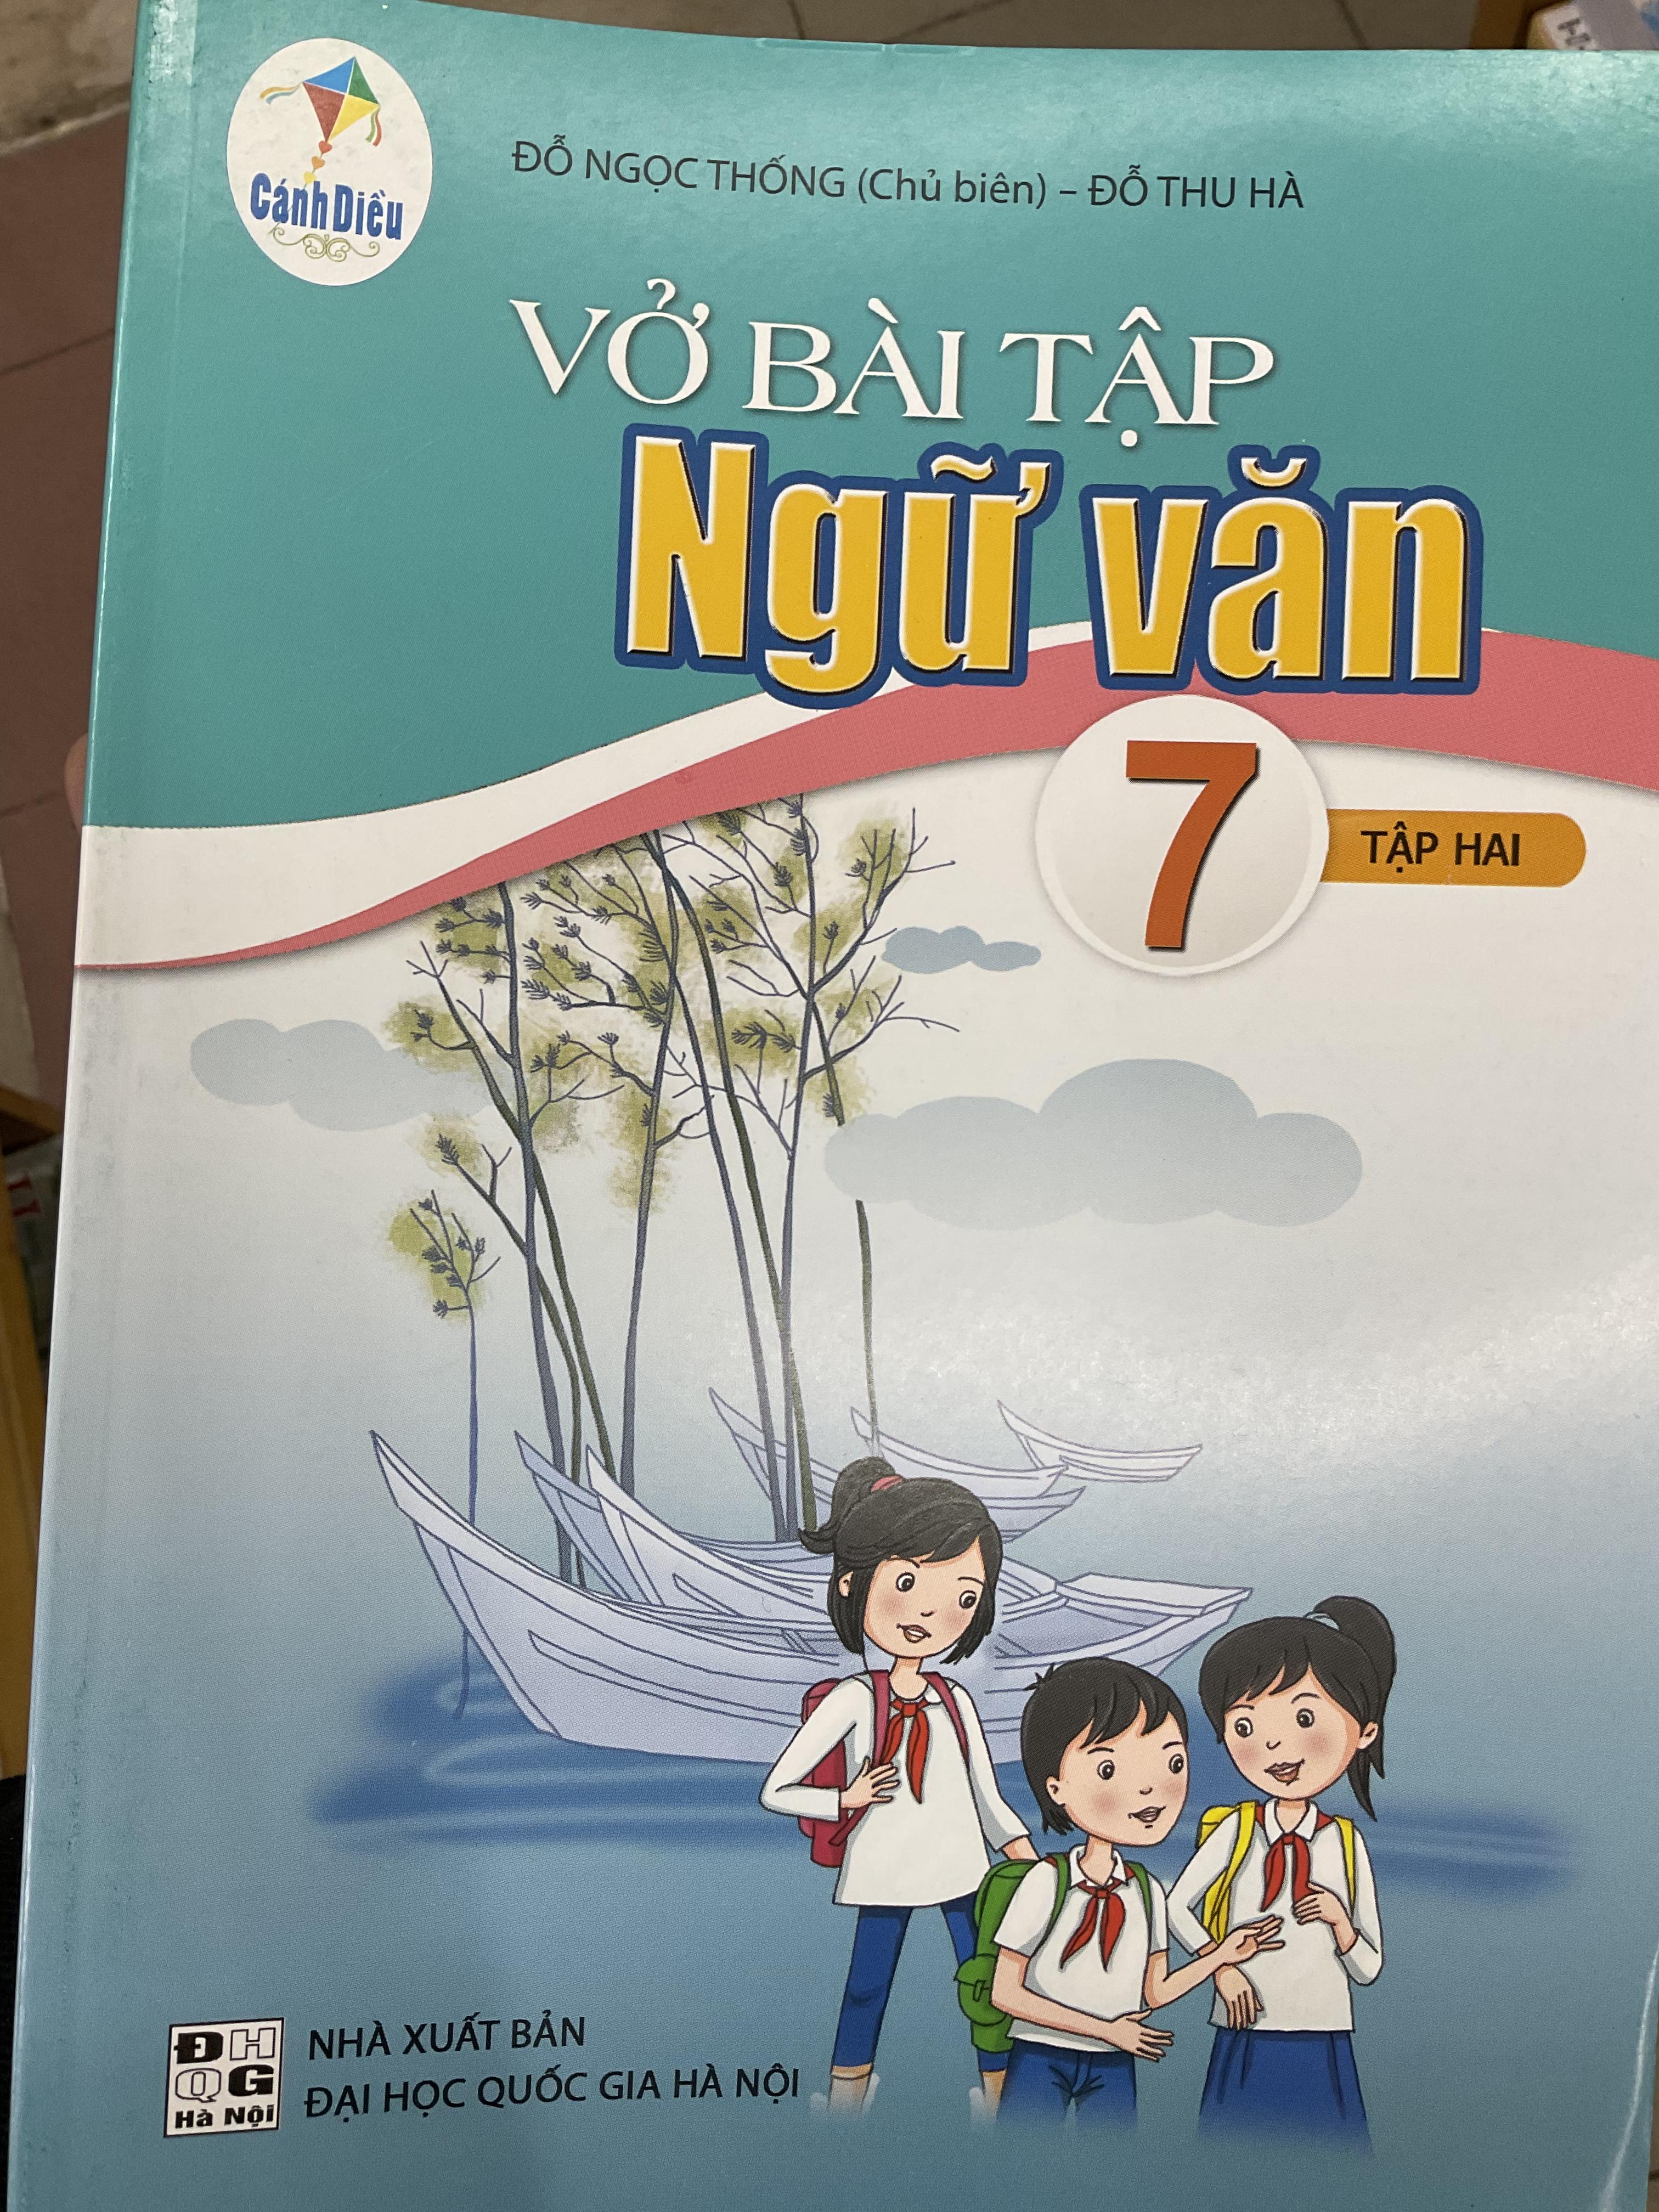 Cánh Diều
ĐỖ NGỌC THỐNG (Chủ biên) – ĐỖ THU HÀ
VỞ BÀI TẬP
Ngữ văn
7
TẬP HAI
ĐH
QG
Hà Nội
NHÀ XUẤT BẢN
ĐẠI HỌC QUỐC GIA HÀ NỘI